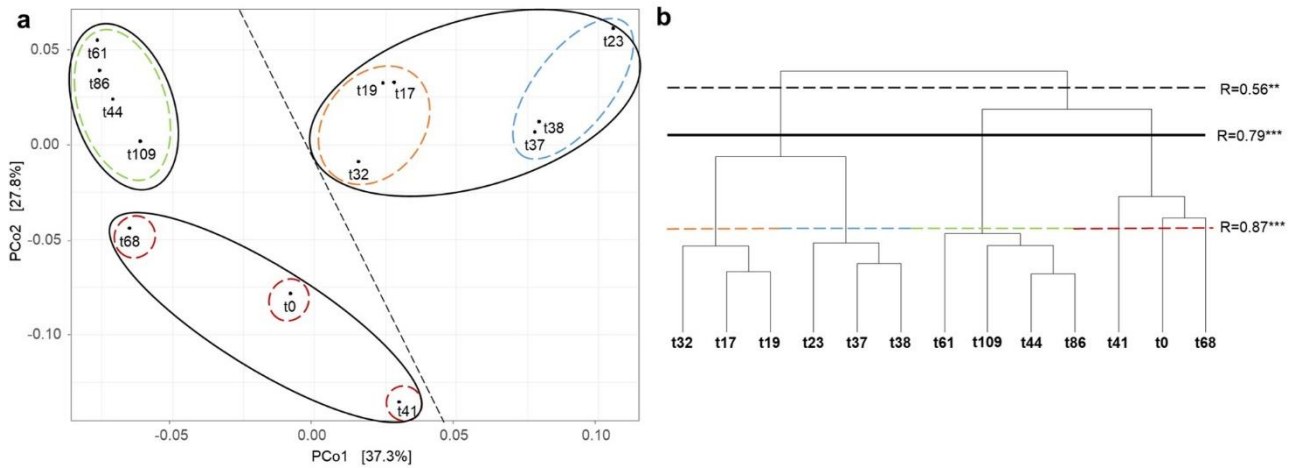 a
t61
t86
t44
t109
t19
t17
t23
t38
t37
t32
t68
t0
t41
0.05
0.00
-0.05
-0.10
PCo2 [27.8%]
-0.05
0.00
0.05
0.10
PCo1 [37.3%]
b
R=0.56**
R=0.79***
R=0.87***
t32 t17 t19 t23 t37 t38 t61 t109 t44 t86 t41 t0 t68